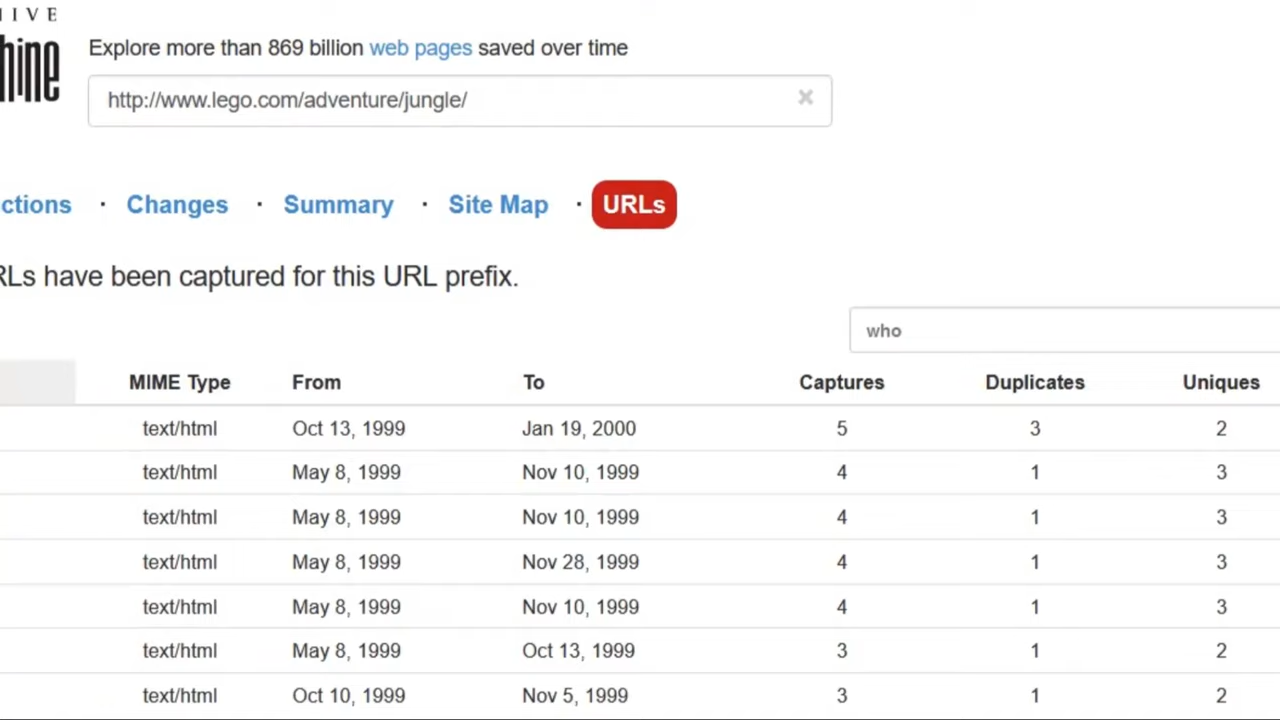 HIVE
hine
Explore more than 869 billion web pages saved over time
http://www.lego.com/adventure/jungle/ ×
ctions · Changes · Summary · Site Map · URLs
RLs have been captured for this URL prefix.
who
MIME Type From To Captures Duplicates Uniques
text/html Oct 13, 1999 Jan 19, 2000 5 3 2
text/html May 8, 1999 Nov 10, 1999 4 1 3
text/html May 8, 1999 Nov 10, 1999 4 1 3
text/html May 8, 1999 Nov 28, 1999 4 1 3
text/html May 8, 1999 Nov 10, 1999 4 1 3
text/html May 8, 1999 Oct 13, 1999 3 1 2
text/html Oct 10, 1999 Nov 5, 1999 3 1 2